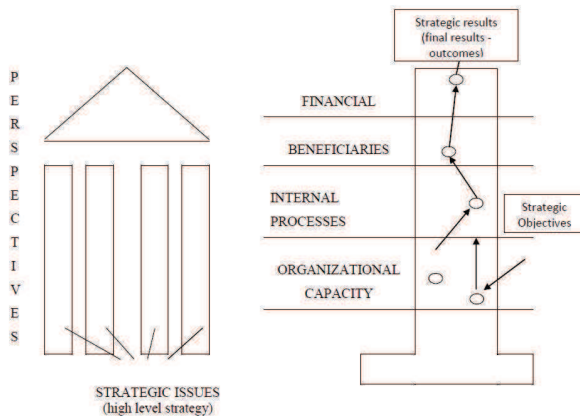 P
E
R
S
P
E
C
T
I
V
E
S
STRATEGIC ISSUES
(high level strategy)
Strategic results
(final results -
outcomes)
FINANCIAL
BENEFICIARIES
INTERNAL
PROCESSES
Strategic
Objectives
ORGANIZATIONAL
CAPACITY